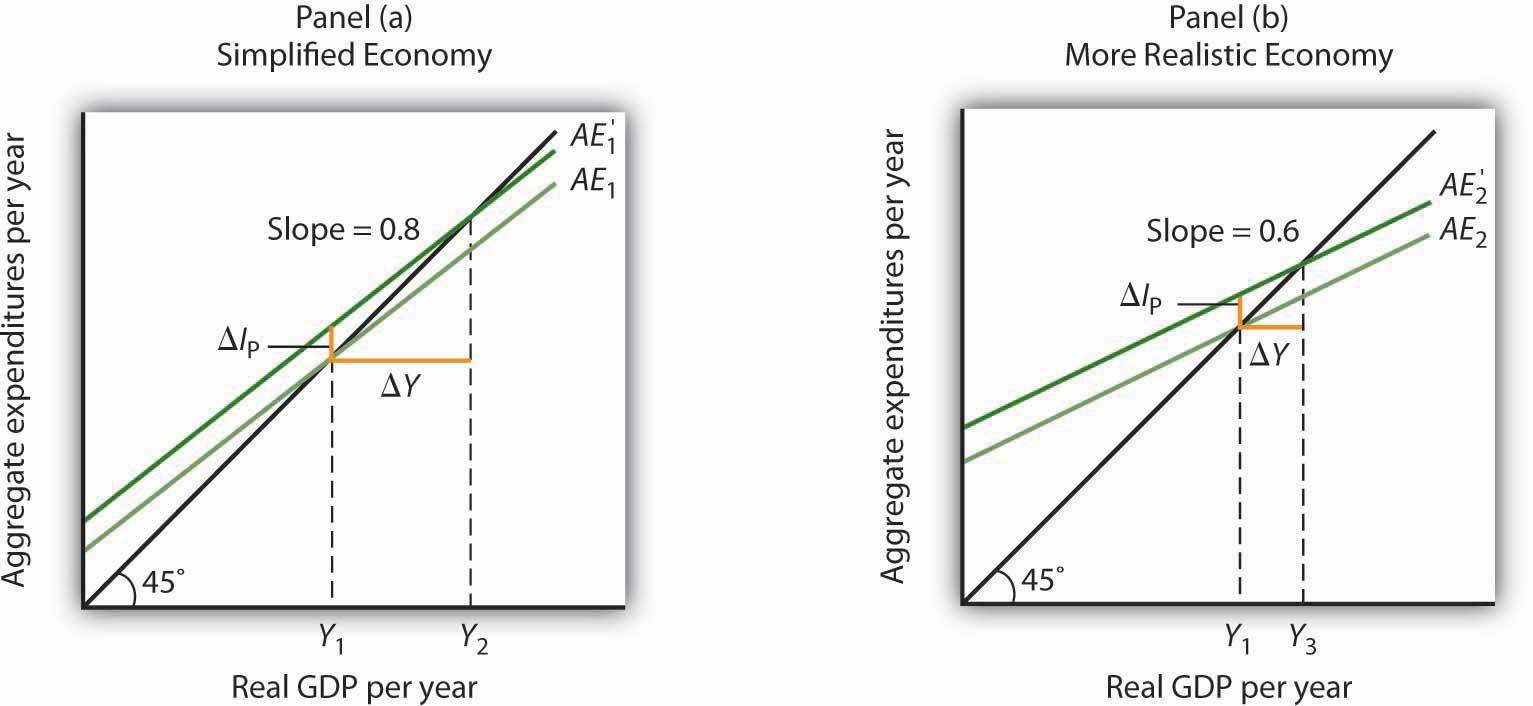 Panel (a)
Simplified Economy
Aggregate expenditures per year
AE₁'
AE₁
Slope = 0.8
ΔIP
ΔY
45°
Y₁
Y₂
Real GDP per year
Panel (b)
More Realistic Economy
Aggregate expenditures per year
AE₂'
AE₂
Slope = 0.6
ΔIP
ΔY
45°
Y₁
Y₃
Real GDP per year